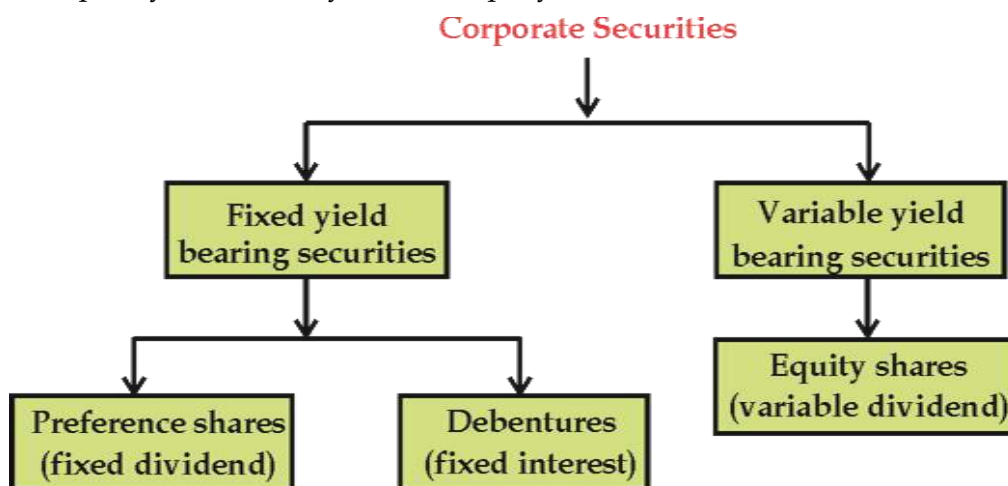 Corporate Securities
Fixed yield
bearing securities
Variable yield
bearing securities
Preference shares
(fixed dividend)
Debentures
(fixed interest)
Equity shares
(variable dividend)